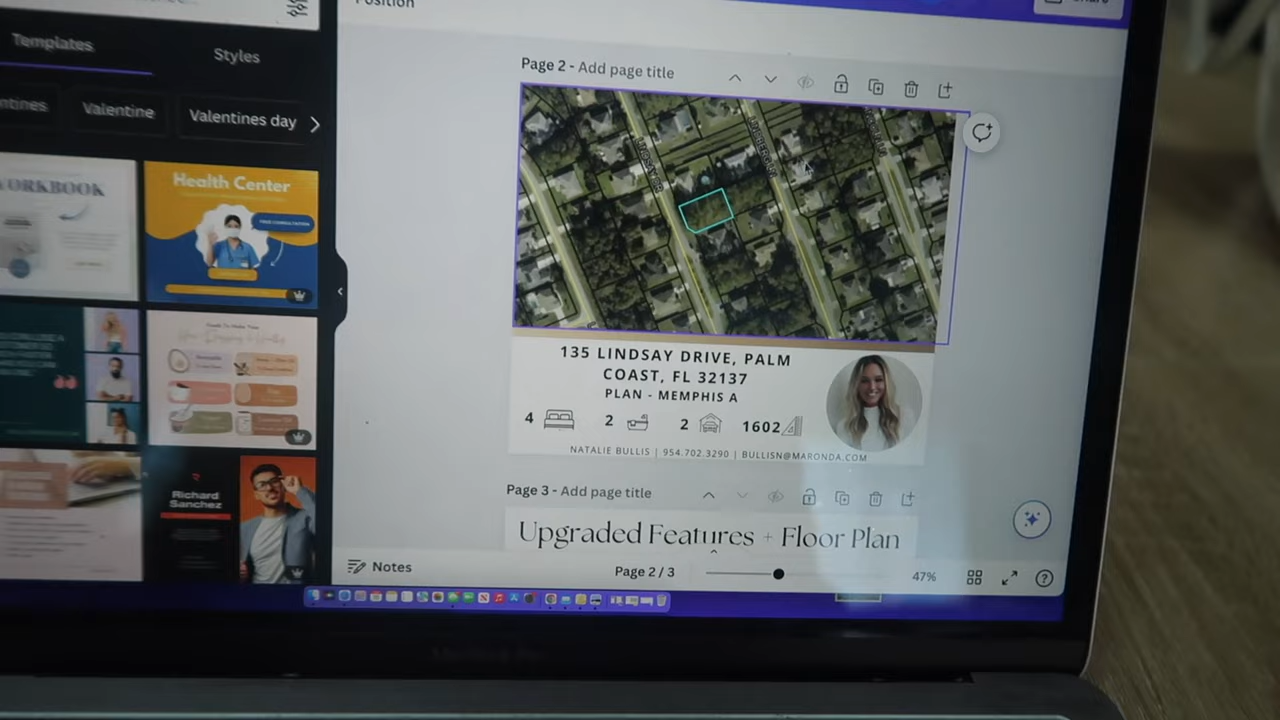 Position
Templates
Styles
ntines
Valentine
Valentines day
WORKBOOK
Health Center
Richard
Sanchez
Page 2 - Add page title
135 LINDSAY DRIVE, PALM
COAST, FL 32137
PLAN - MEMPHIS A
4
2
2
1602
NATALIE BULLIS | 954.702.3290 | BULLISN@MARONDA.COM
Page 3 - Add page title
Upgraded Features + Floor Plan
Notes
Page 2 / 3
47%